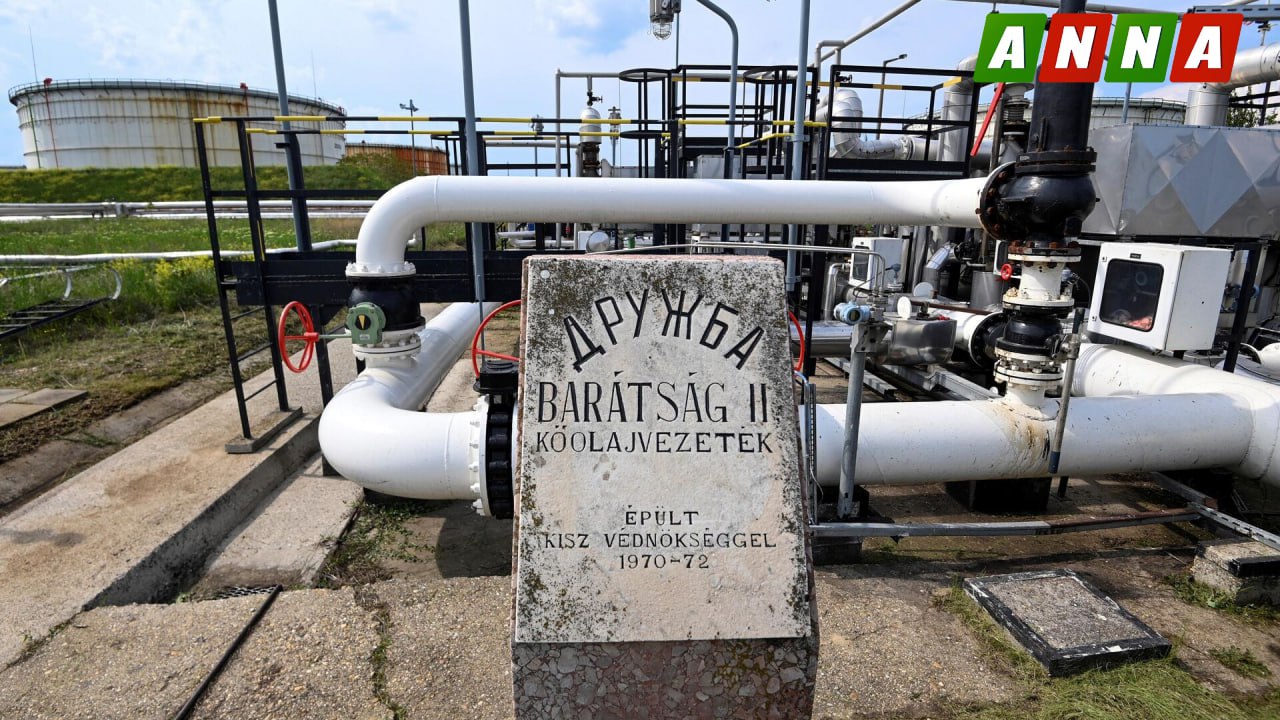 ANNA
ДРУЖБА
BARÁTSÁG II
KŐOLAJVEZETÉK
ÉPÜLT
KISZ VÉDNÖKSÉGGEL
1970-72